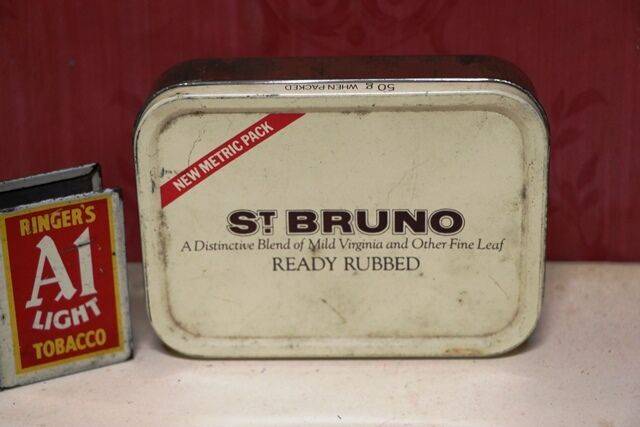 50 g WHEN PACKED
NEW METRIC PACK
ST BRUNO
A Distinctive Blend of Mild Virginia and Other Fine Leaf
READY RUBBED
RINGER'S
A1
LIGHT
TOBACCO